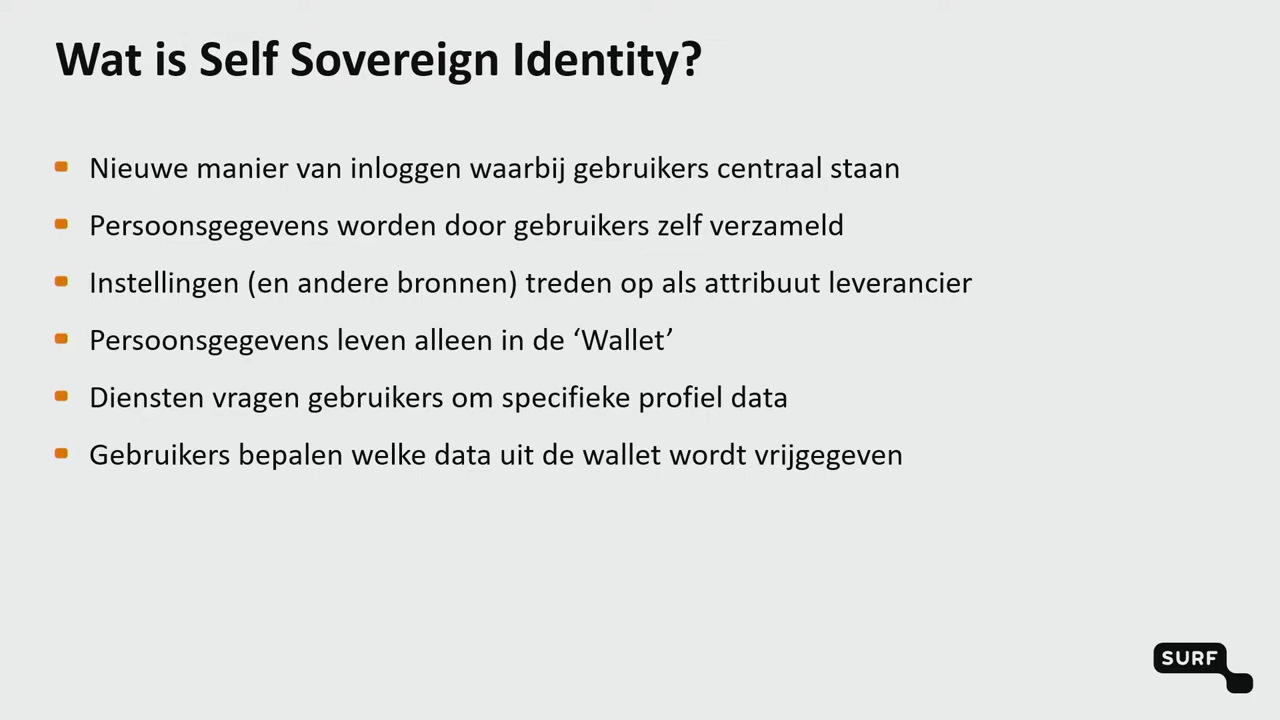 Wat is Self Sovereign Identity?
Nieuwe manier van inloggen waarbij gebruikers centraal staan
Persoonsgegevens worden door gebruikers zelf verzameld
Instellingen (en andere bronnen) treden op als attribuut leverancier
Persoonsgegevens leven alleen in de ‘Wallet’
Diensten vragen gebruikers om specifieke profiel data
Gebruikers bepalen welke data uit de wallet wordt vrijgegeven
SURF